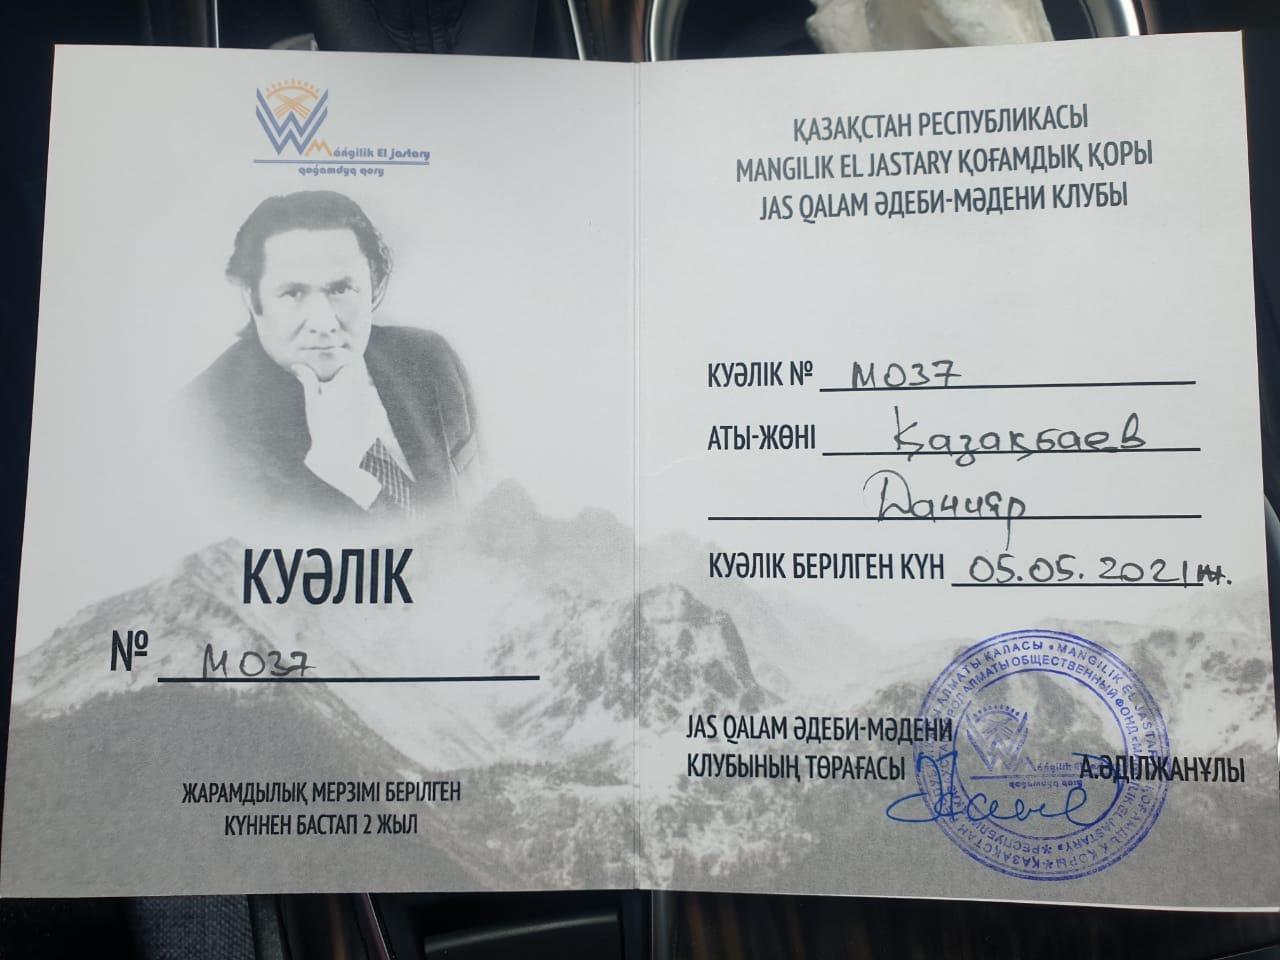 Máńgilik El jastary
qoǵamdyq qory
КУӘЛІК
№ М037
ЖАРАМДЫЛЫҚ МЕРЗІМІ БЕРІЛГЕН
КҮННЕН БАСТАП 2 ЖЫЛ
ҚАЗАҚСТАН РЕСПУБЛИКАСЫ
MANGILIK EL JASTARY ҚОҒАМДЫҚ ҚОРЫ
JAS QALAM ӘДЕБИ-МӘДЕНИ КЛУБЫ
КУӘЛІК № М037
АТЫ-ЖӨНІ Қазақбаев
Данияр
КУӘЛІК БЕРІЛГЕН КҮН 05.05.2021ж.
JAS QALAM ӘДЕБИ-МӘДЕНИ
КЛУБЫНЫҢ ТӨРАҒАСЫ А.ӘДІЛЖАНҰЛЫ